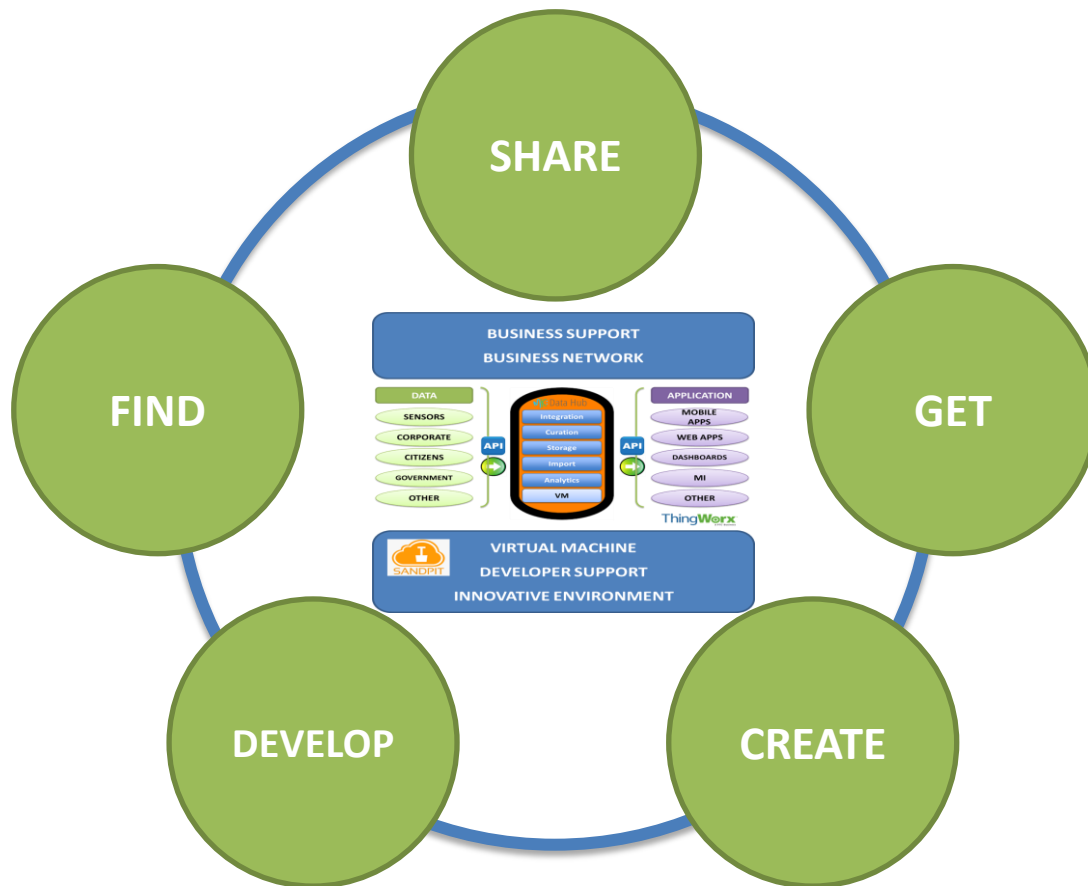 SHARE
FIND
GET
BUSINESS SUPPORT
BUSINESS NETWORK
DATA
SENSORS
CORPORATE
CITIZENS
GOVERNMENT
OTHER
API
Data Hub
Integration
Curation
Storage
Import
Analytics
VM
API
APPLICATION
MOBILE
APPS
WEB APPS
DASHBOARDS
MI
OTHER
ThingWorx
SANDPIT
VIRTUAL MACHINE
DEVELOPER SUPPORT
INNOVATIVE ENVIRONMENT
DEVELOP
CREATE